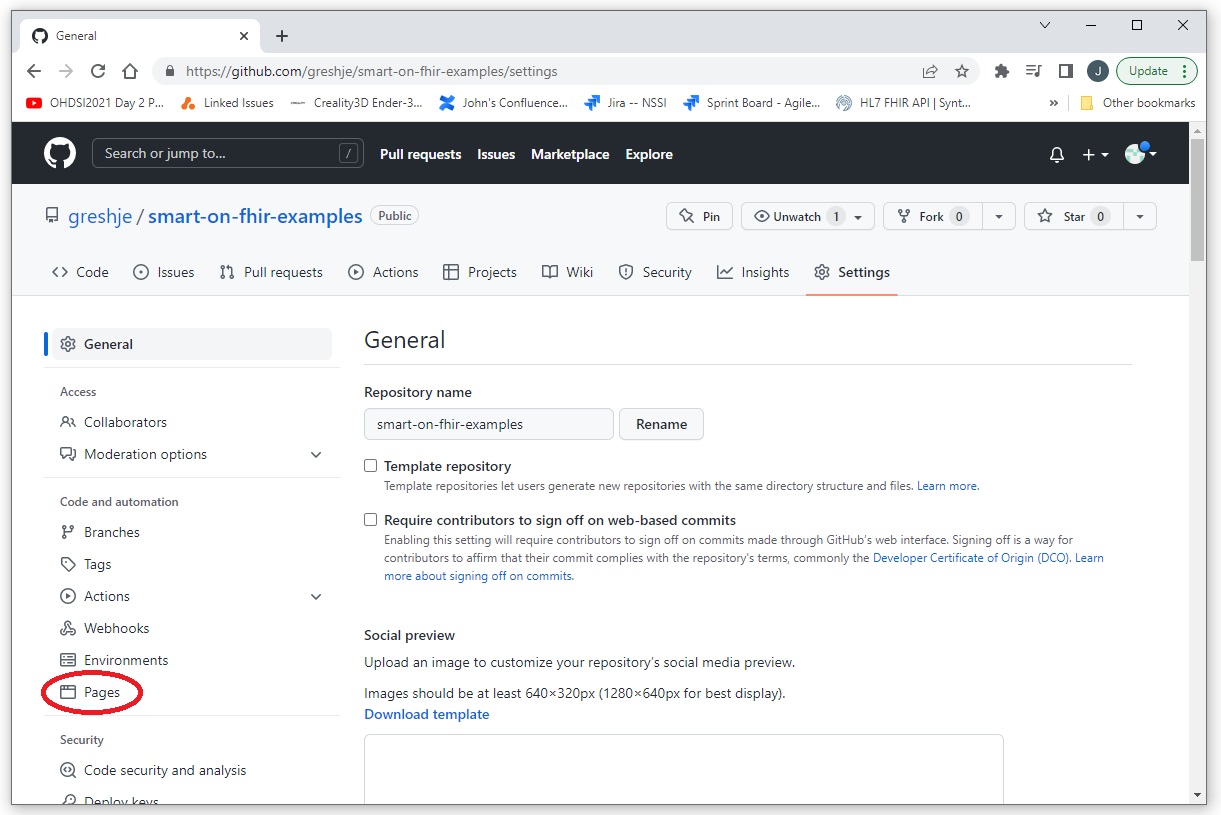 General
https://github.com/greshje/smart-on-fhir-examples/settings
J
Update
OHDSI2021 Day 2 P...
Linked Issues
Creality3D Ender-3...
John's Confluence...
Jira -- NSSI
Sprint Board - Agile...
HL7 FHIR API | Synt...
»
Other bookmarks
Search or jump to...
/
Pull requests
Issues
Marketplace
Explore
greshje / smart-on-fhir-examples
Public
Pin
Unwatch 1
Fork 0
Star 0
Code
Issues
Pull requests
Actions
Projects
Wiki
Security
Insights
Settings
General
Access
Collaborators
Moderation options
Code and automation
Branches
Tags
Actions
Webhooks
Environments
Pages
Security
Code security and analysis
Deploy keys
General
Repository name
smart-on-fhir-examples
Rename
Template repository
Template repositories let users generate new repositories with the same directory structure and files. Learn more.
Require contributors to sign off on web-based commits
Enabling this setting will require contributors to sign off on commits made through GitHub's web interface. Signing off is a way for
contributors to affirm that their commit complies with the repository's terms, commonly the Developer Certificate of Origin (DCO). Learn
more about signing off on commits.
Social preview
Upload an image to customize your repository's social media preview.
Images should be at least 640×320px (1280×640px for best display).
Download template